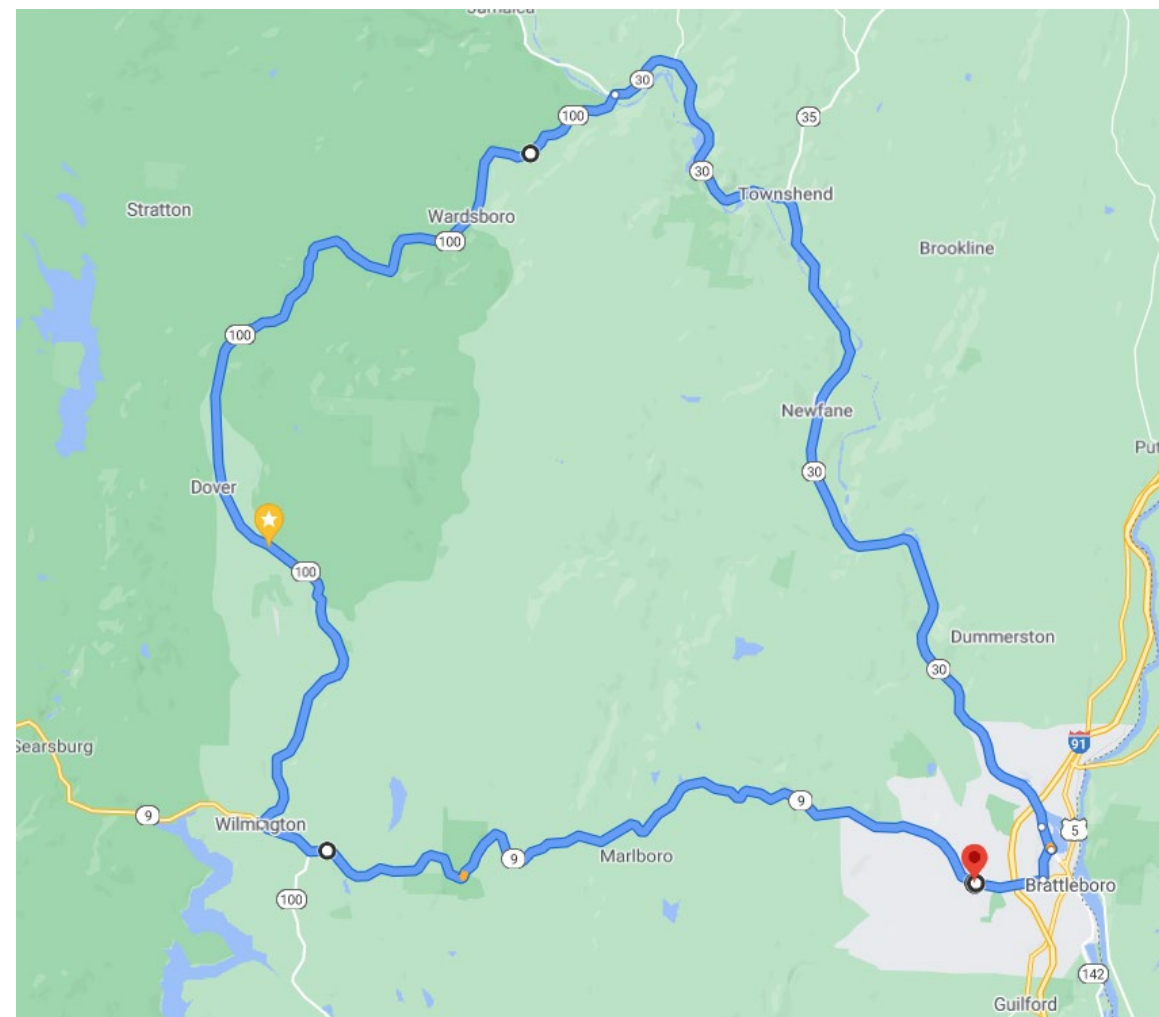 Jamaica
30
100
35
30
Townshend
Stratton
Wardsboro
100
Brookline
100
Newfane
Put
30
Dover
100
Dummerston
30
Searsburg
91
9
Wilmington
9
5
9
Marlboro
Brattleboro
100
142
Guilford